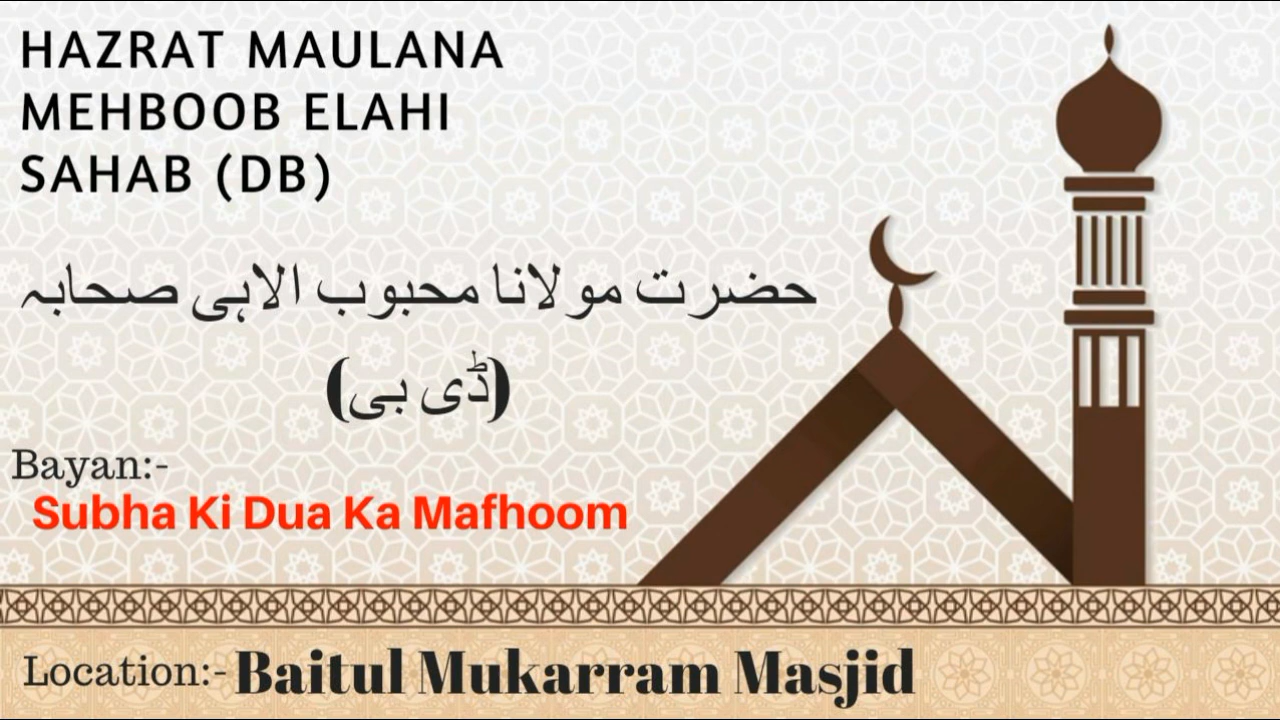 HAZRAT MAULANA
MEHBOOB ELAHI
SAHAB (DB)
حضرت مولانا محبوب الاہی صحابہ
(ڈی بی)
Bayan:-
Subha Ki Dua Ka Mafhoom
Location:- Baitul Mukarram Masjid